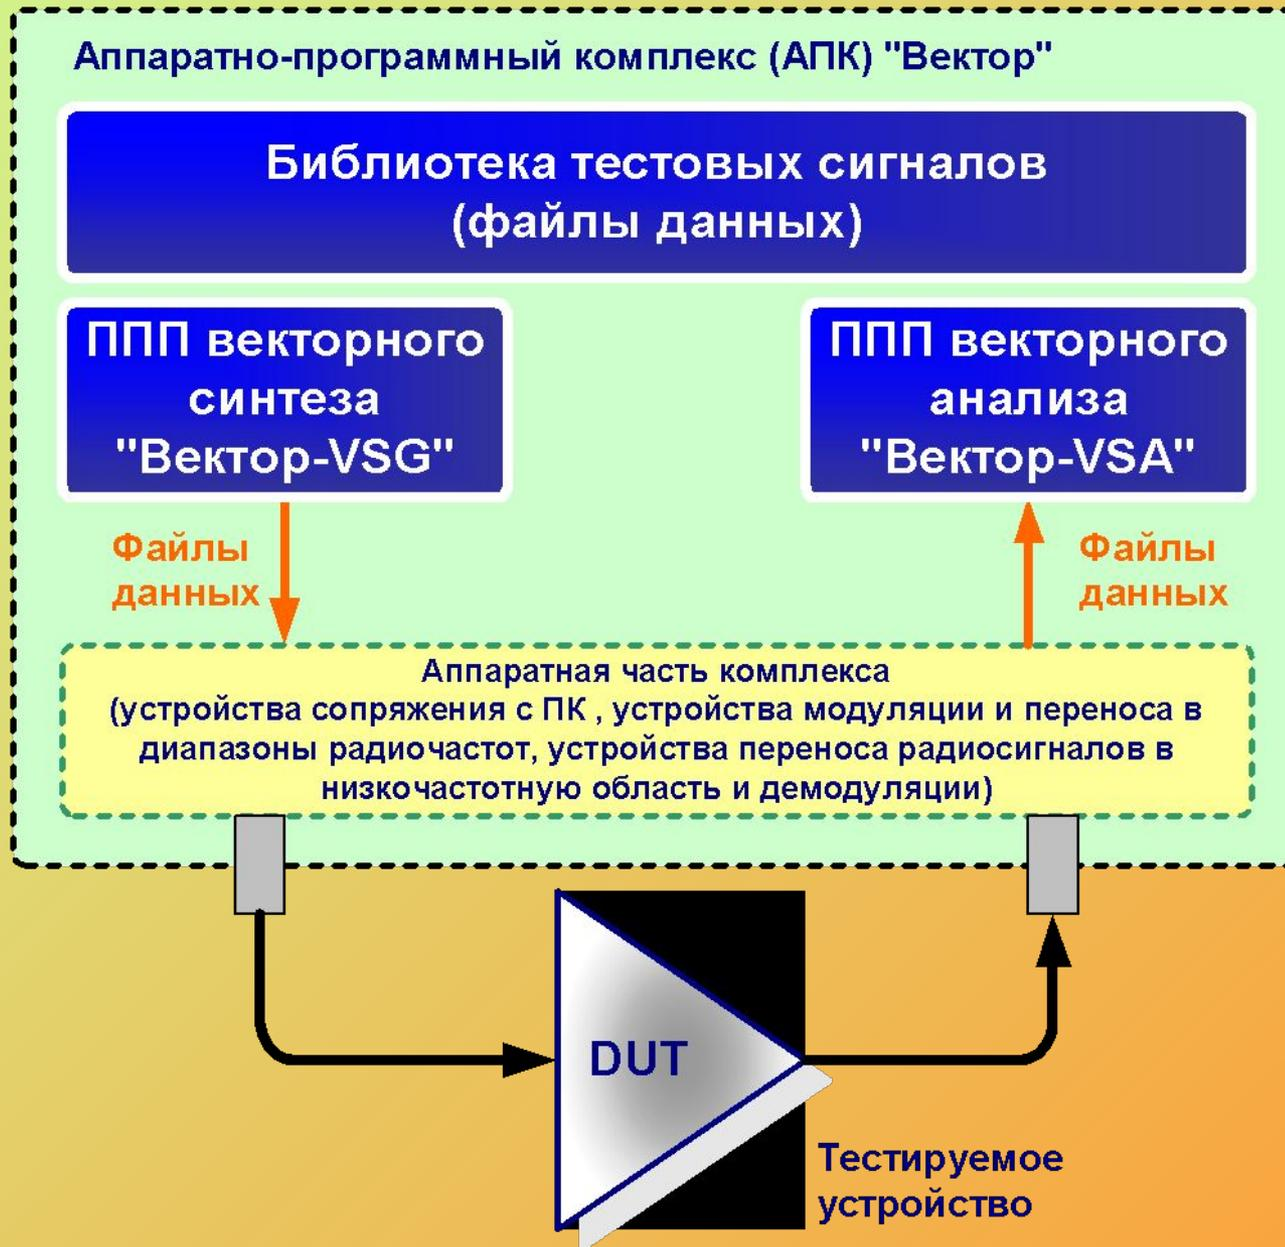 Аппаратно-программный комплекс (АПК) "Вектор"
Библиотека тестовых сигналов
(файлы данных)
ППП векторного
синтеза
"Вектор-VSG"
ППП векторного
анализа
"Вектор-VSA"
Файлы
данных
Файлы
данных
Аппаратная часть комплекса
(устройства сопряжения с ПК , устройства модуляции и переноса в
диапазоны радиочастот, устройства переноса радиосигналов в
низкочастотную область и демодуляции)
DUT
Тестируемое
устройство